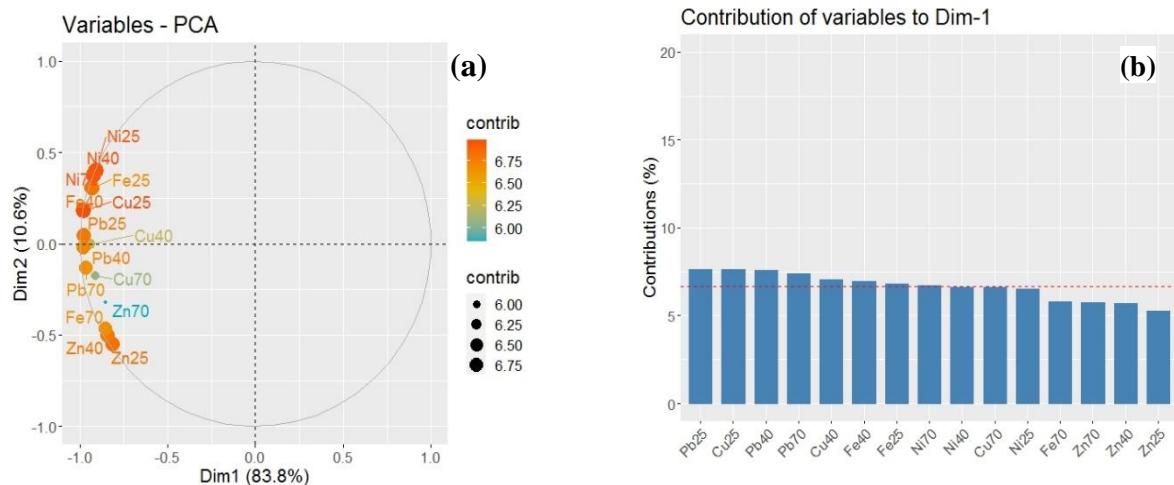 Variables - PCA
(a)
1.0
0.5
0.0
-0.5
-1.0
Dim2 (10.6%)
Ni25
Ni40
Ni70
Fe25
Fe40
Cu25
Pb25
Cu40
Pb40
Cu70
Pb70
Zn70
Fe70
Zn40
Zn25
-1.0 -0.5 0.0 0.5 1.0
Dim1 (83.8%)
contrib
6.75
6.50
6.25
6.00
contrib
6.00
6.25
6.50
6.75
Contribution of variables to Dim-1
(b)
20
15
10
5
0
Contributions (%)
Pb25 Cu25 Pb40 Pb70 Cu40 Fe40 Fe25 Ni70 Ni40 Cu70 Ni25 Fe70 Zn70 Zn40 Zn25